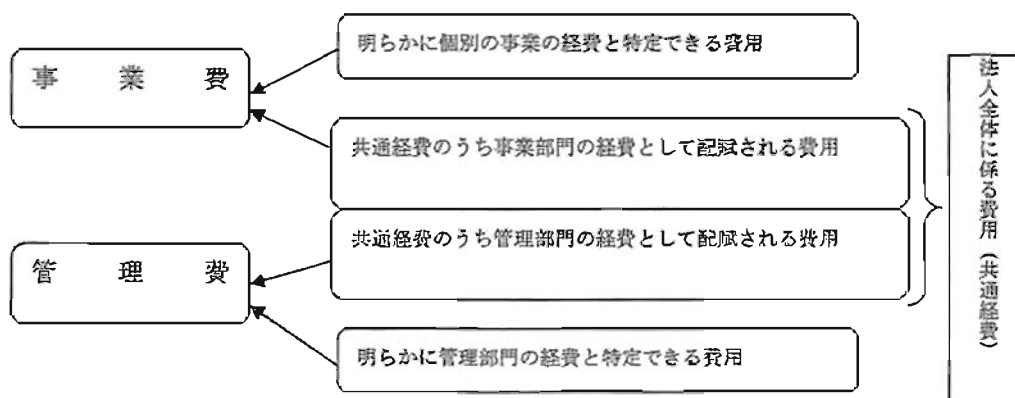 明らかに個別の事業の経費と特定できる費用
事業費
共通経費のうち事業部門の経費として配賦される費用
共通経費のうち管理部門の経費として配賦される費用
管理費
明らかに管理部門の経費と特定できる費用
法人全体に係る費用（共通経費）